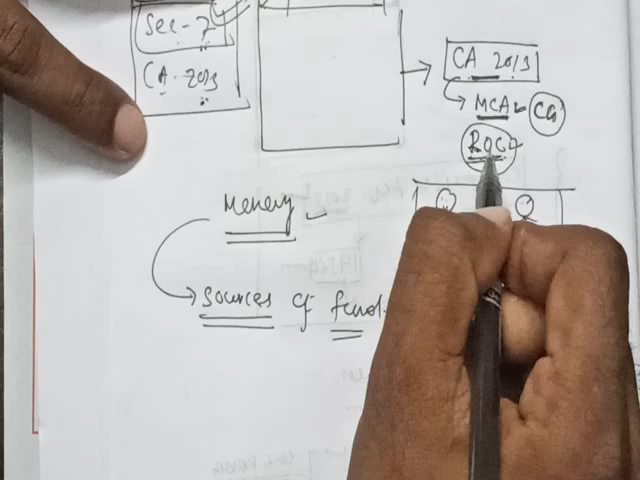 Sec-7
CA 2013
CA 2013
MCA - CG
ROC
Money
Sources of fund.